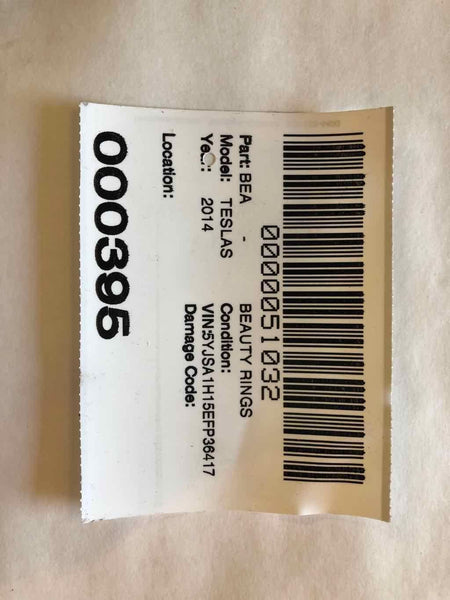 0000051032
Part: BEA - BEAUTY RINGS
Model: TESLAS Condition:
Year: 2014 VIN:5YJSA1H15EFP36417
Damage Code:
Location:
000395